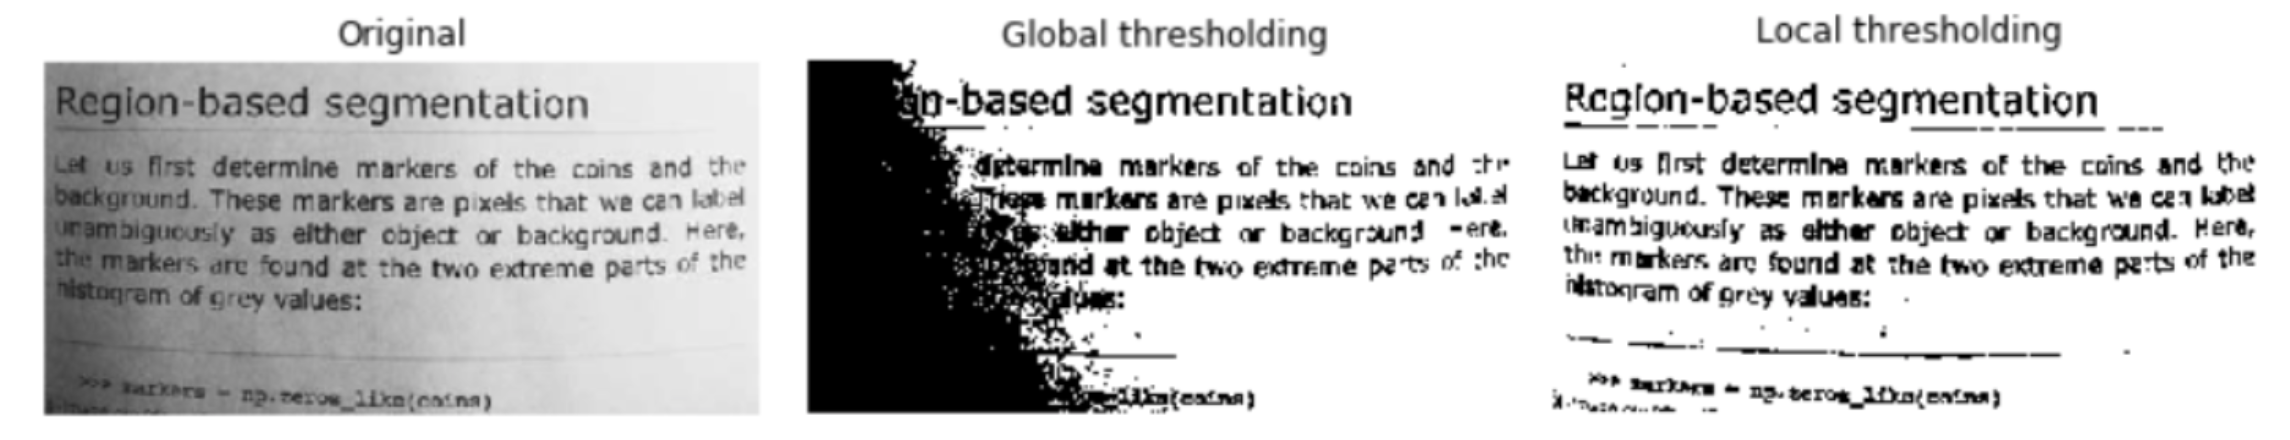 Original
Region-based segmentation
Let us first determine markers of the coins and the
background. These markers are pixels that we can label
unambiguously as either object or background. Here,
the markers are found at the two extreme parts of the
histogram of grey values:
>>> markers = np.zeros_like(coins)
Global thresholding
on-based segmentation
determine markers of the coins and the
These markers are pixels that we can label
either object or background Here,
found at the two extreme parts of the
values:
like(coins)
Local thresholding
Region-based segmentation
Let us first determine markers of the coins and the
background. These markers are pixels that we can label
unambiguously as either object or background. Here,
the markers are found at the two extreme parts of the
histogram of grey values:
>>> markers = np.zeros_like(coins)